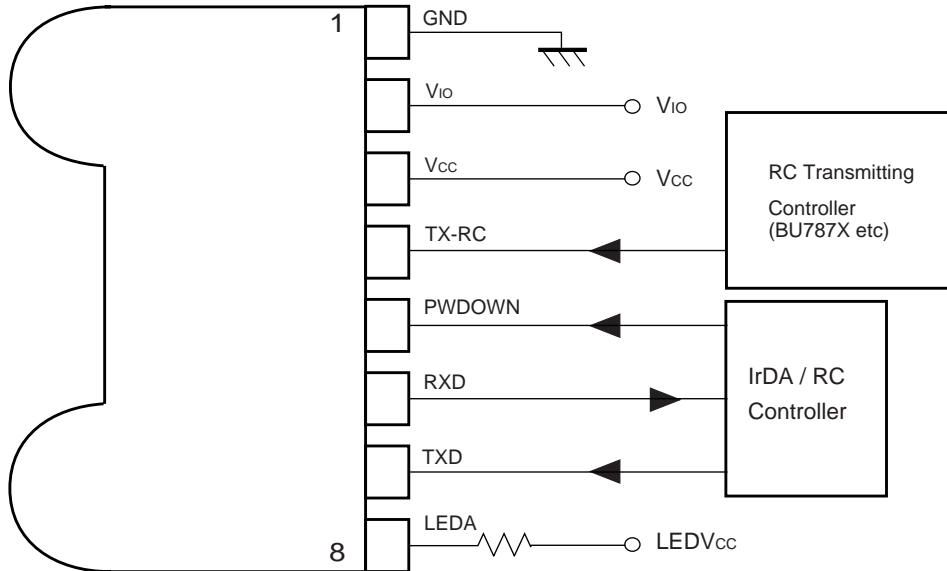 1
GND
VIO
VIO
VCC
VCC
RC Transmitting
Controller
(BU787X etc)
TX-RC
PWDOWN
IrDA / RC
Controller
RXD
TXD
LEDA
LEDVCC
8